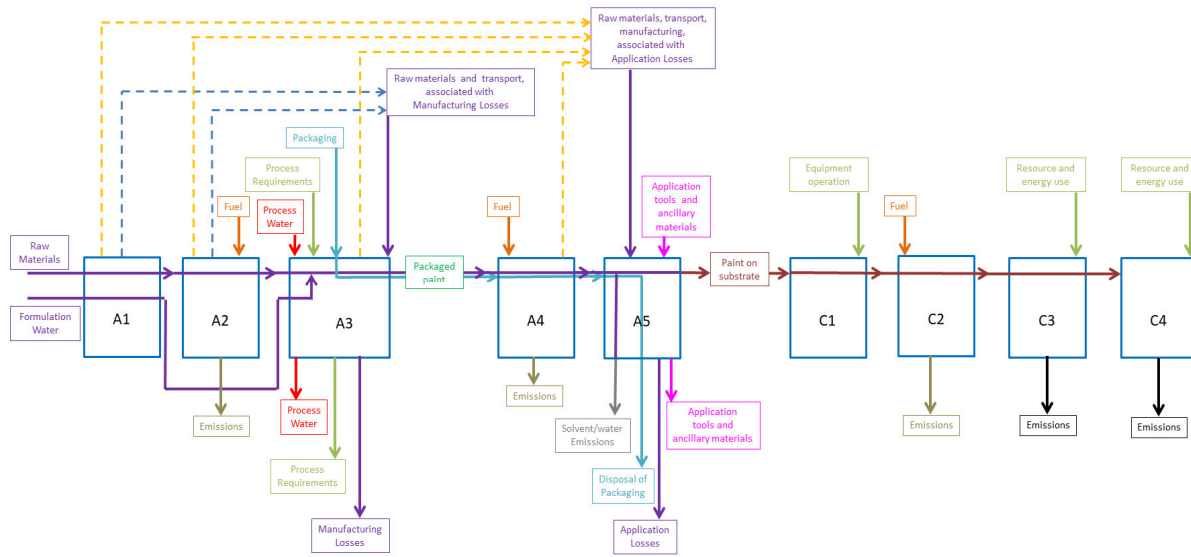 Raw materials, transport,
manufacturing,
associated with
Application Losses
Raw materials and transport,
associated with
Manufacturing Losses
Packaging
Process
Requirements
Equipment
operation
Resource and
energy use
Resource and
energy use
Application
tools and
ancillary
materials
Fuel
Process
Water
Fuel
Fuel
Raw
Materials
Packaged
paint
Paint on
substrate
Formulation
Water
A1
A2
A3
A4
A5
C1
C2
C3
C4
Emissions
Process
Water
Emissions
Solvent/water
Emissions
Application
tools and
ancillary materials
Emissions
Emissions
Emissions
Process
Requirements
Disposal of
Packaging
Manufacturing
Losses
Application
Losses